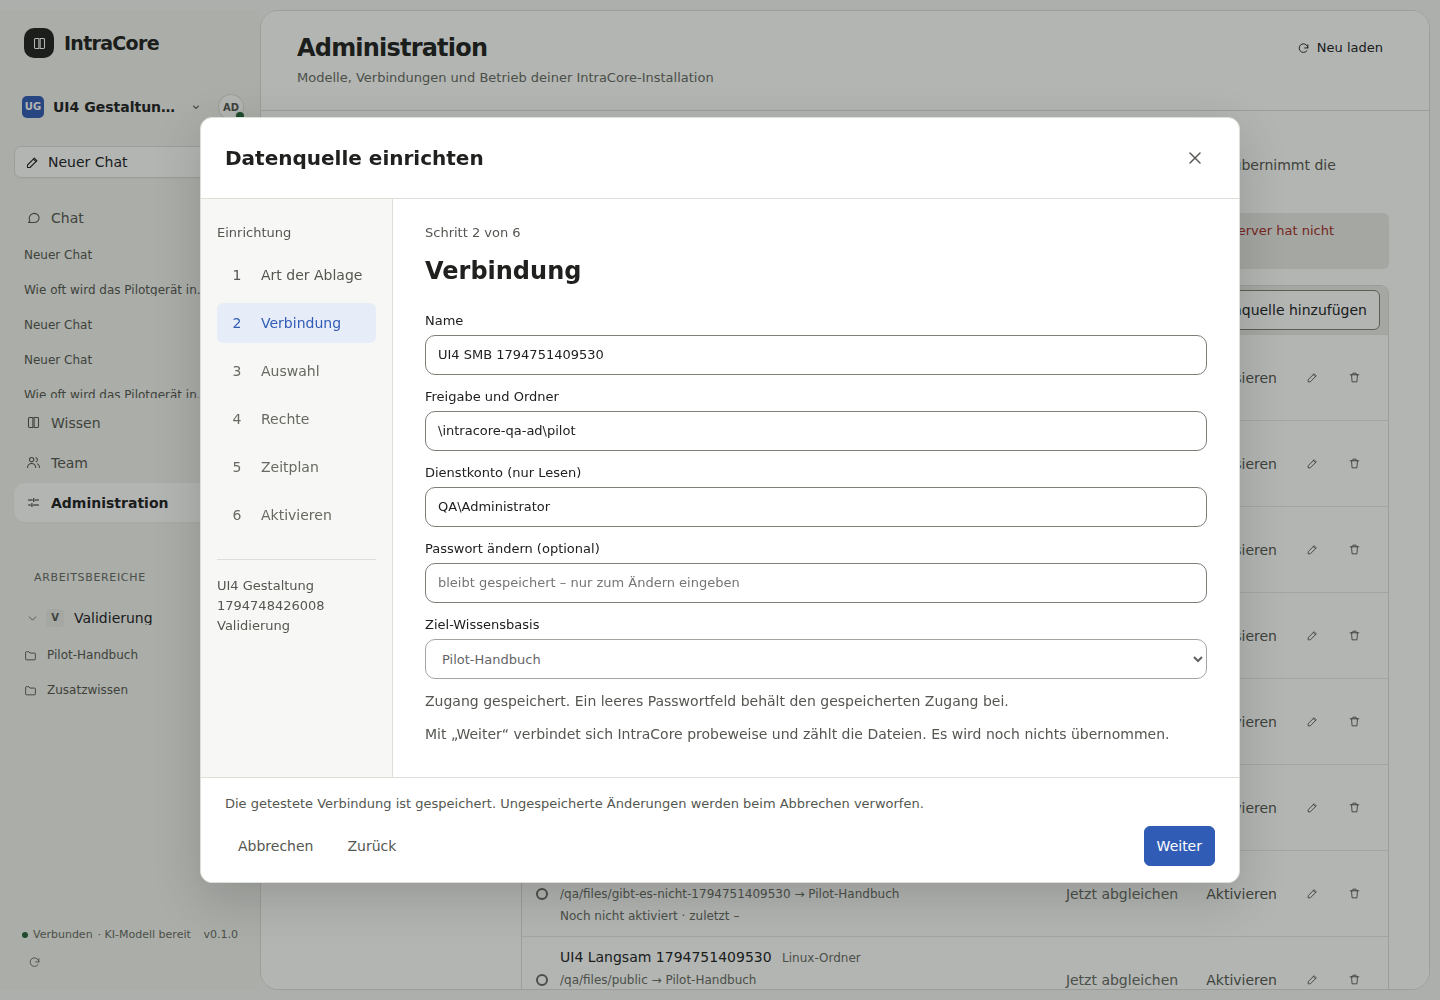 IntraCore
UG UI4 Gestaltun…
AD
Neuer Chat
Chat
Neuer Chat
Wie oft wird das Pilotgerät in.
Neuer Chat
Neuer Chat
Wie oft wird das Pilotgerät in.
Wissen
Team
Administration
ARBEITSBEREICHE
V Validierung
Pilot-Handbuch
Zusatzwissen
Verbunden · KI-Modell bereit v0.1.0
Administration
Modelle, Verbindungen und Betrieb deiner IntraCore-Installation
Neu laden
Datenquelle einrichten
Einrichtung
1 Art der Ablage
2 Verbindung
3 Auswahl
4 Rechte
5 Zeitplan
6 Aktivieren
UI4 Gestaltung
1794748426008
Validierung
Schritt 2 von 6
Verbindung
Name
UI4 SMB 1794751409530
Freigabe und Ordner
\intracore-qa-ad\pilot
Dienstkonto (nur Lesen)
QA\Administrator
Passwort ändern (optional)
bleibt gespeichert – nur zum Ändern eingeben
Ziel-Wissensbasis
Pilot-Handbuch
Zugang gespeichert. Ein leeres Passwortfeld behält den gespeicherten Zugang bei.
Mit „Weiter“ verbindet sich IntraCore probeweise und zählt die Dateien. Es wird noch nichts übernommen.
Die getestete Verbindung ist gespeichert. Ungespeicherte Änderungen werden beim Abbrechen verworfen.
Abbrechen Zurück Weiter
die
hat nicht
hinzufügen
/qa/files/gibt-es-nicht-1794751409530 → Pilot-Handbuch
Jetzt abgleichen Aktivieren
Noch nicht aktiviert · zuletzt –
UI4 Langsam 1794751409530 Linux-Ordner
/qa/files/public → Pilot-Handbuch
Jetzt abgleichen Aktivieren